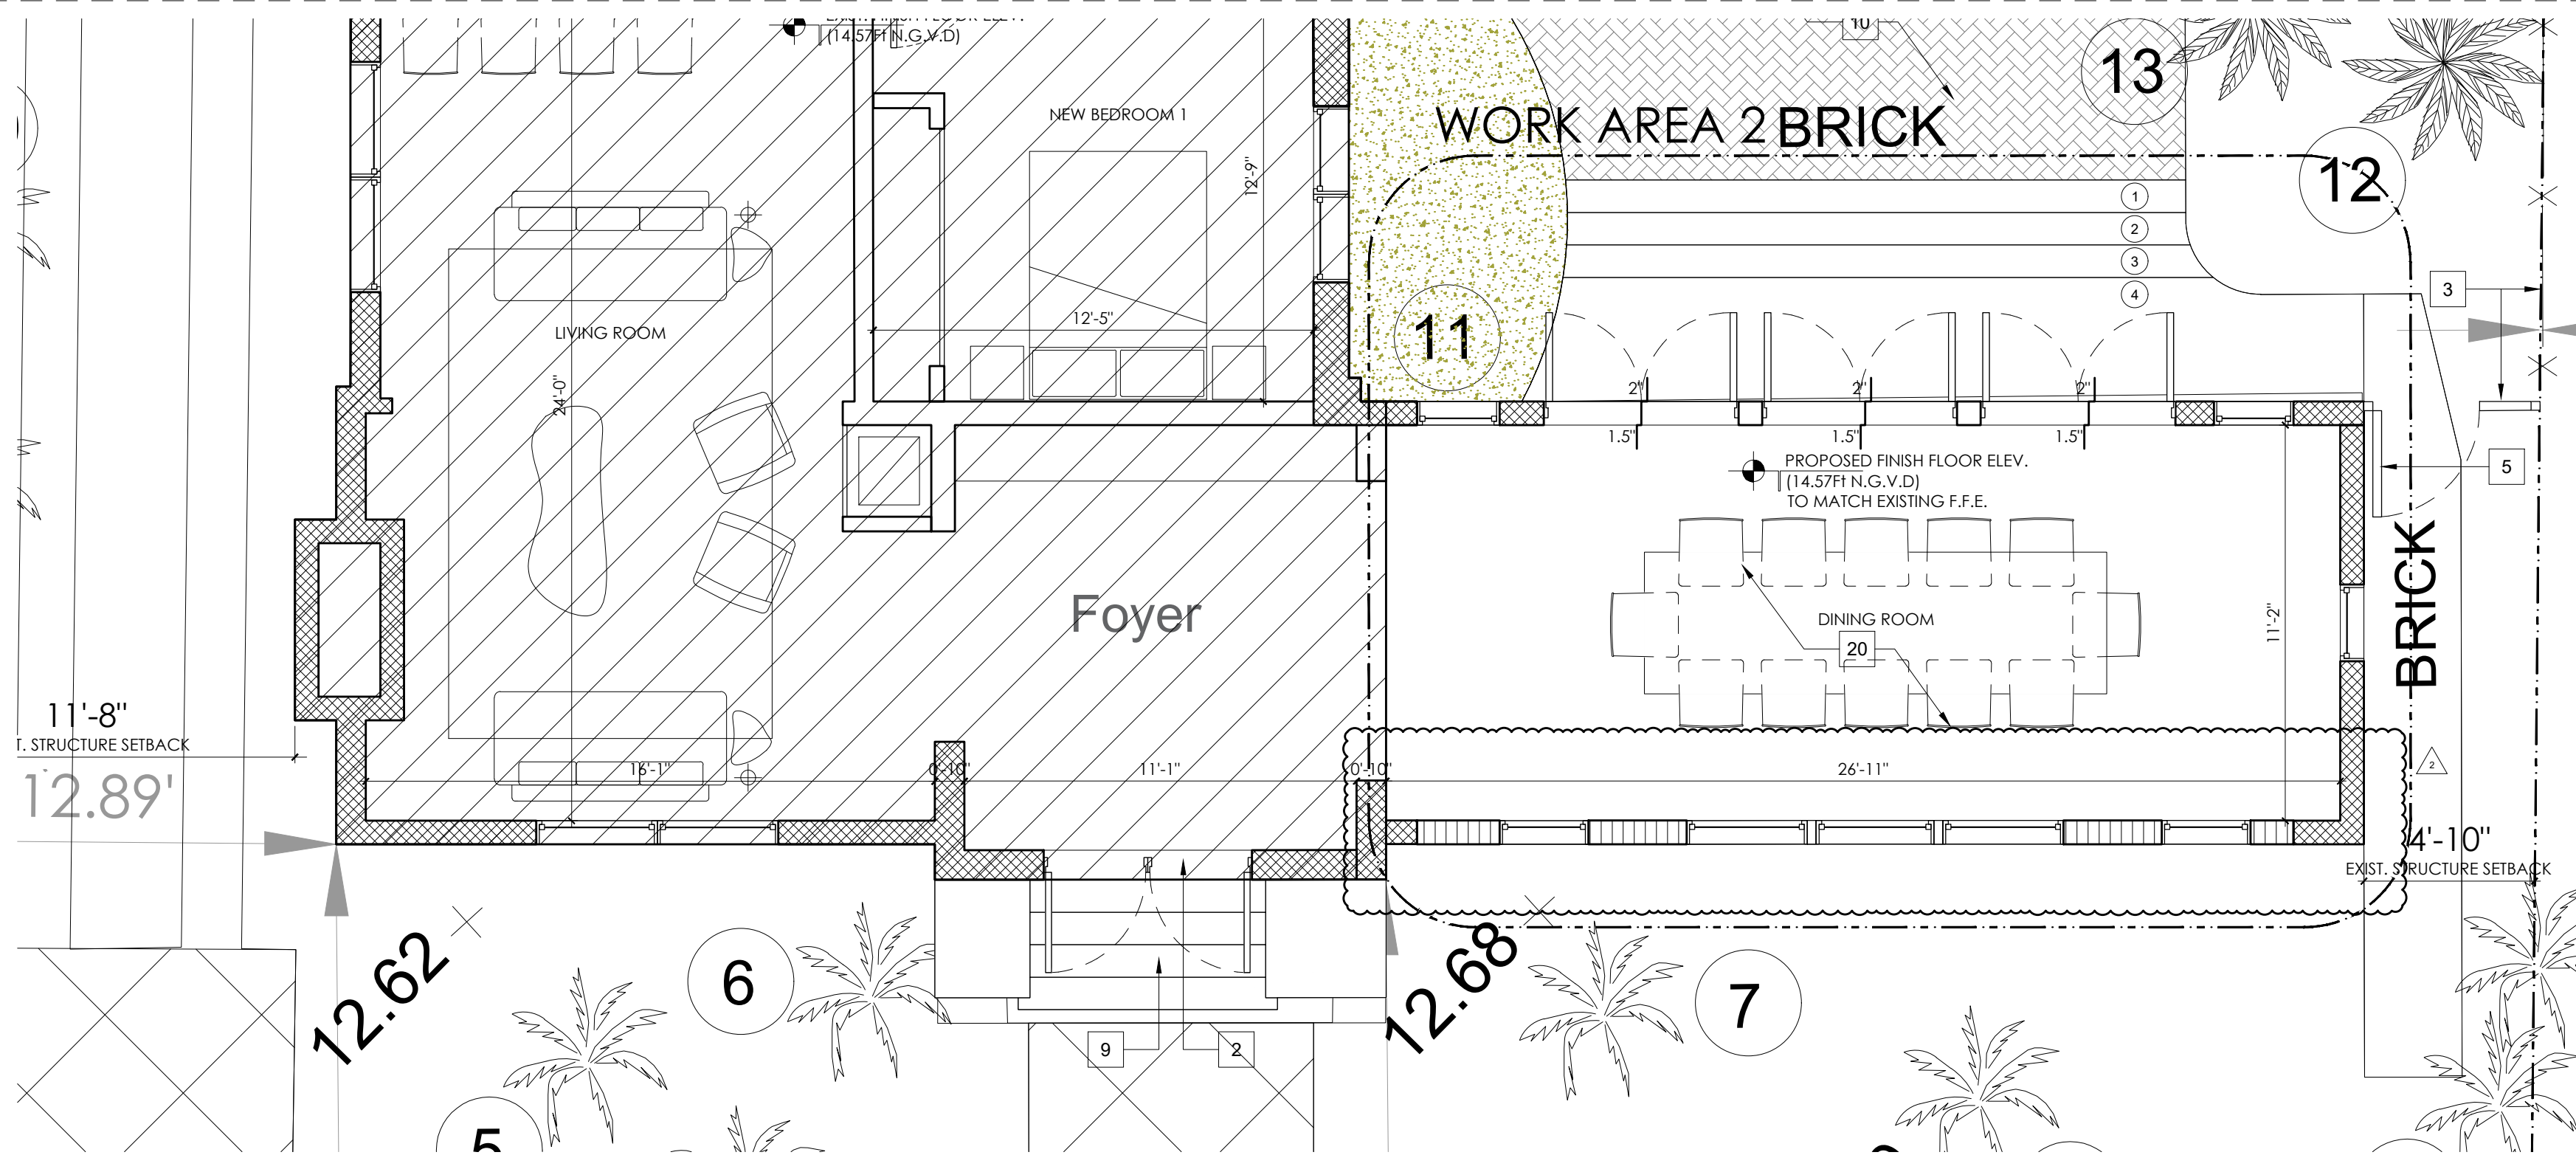 (14.57Ft N.G.V.D)
10
13
NEW BEDROOM 1
WORK AREA 2
BRICK
12
12'-9"
1
2
3
4
3
LIVING ROOM
12'-5"
11
24'-0"
2"
2"
2"
1.5"
1.5"
1.5"
PROPOSED FINISH FLOOR ELEV.
(14.57Ft N.G.V.D)
TO MATCH EXISTING F.F.E.
5
BRICK
Foyer
DINING ROOM
20
11'-2"
11'-8"
T. STRUCTURE SETBACK
12.89'
16'-1"
0'-10"
11'-1"
0'-10"
26'-11"
2
4'-10"
EXIST. STRUCTURE SETBACK
12.62
6
12.68
7
9
2
5